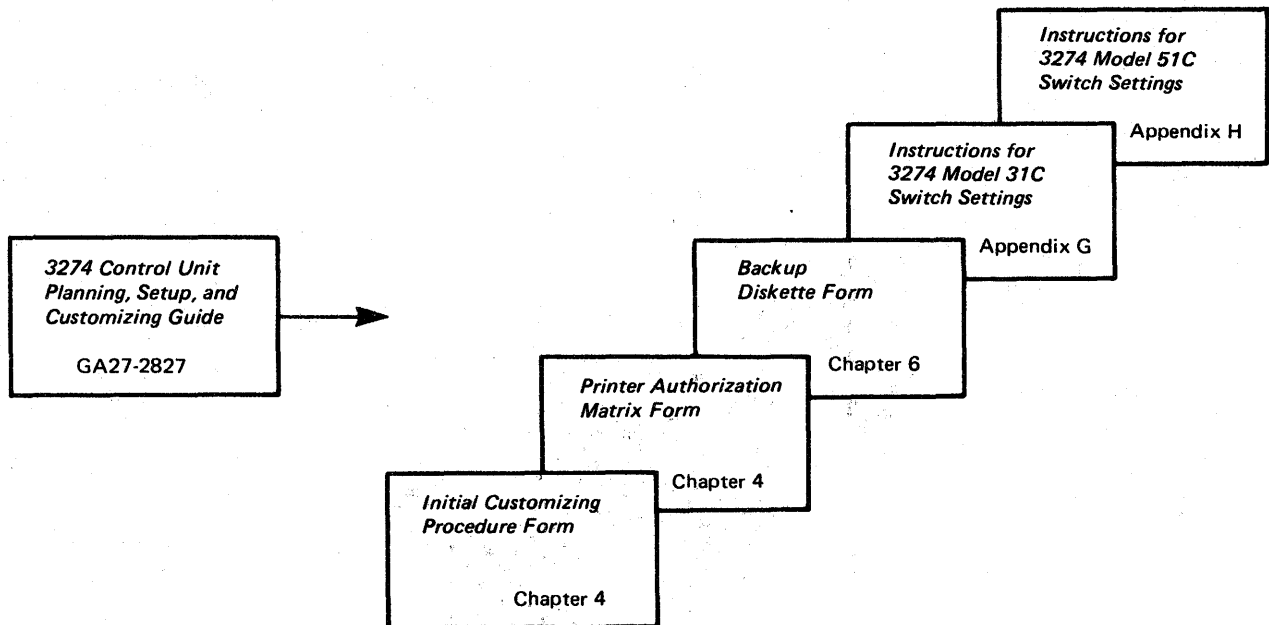 Instructions for
3274 Model 51C
Switch Settings
Appendix H
Instructions for
3274 Model 31C
Switch Settings
Appendix G
3274 Control Unit
Planning, Setup, and
Customizing Guide
GA27-2827
Backup
Diskette Form
Chapter 6
Printer Authorization
Matrix Form
Chapter 4
Initial Customizing
Procedure Form
Chapter 4